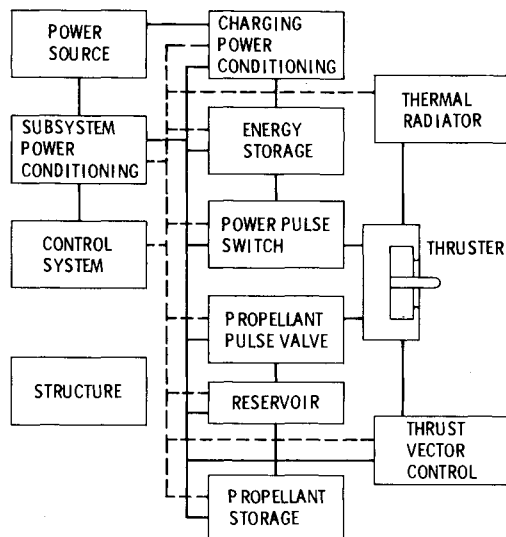 POWER
SOURCE
SUBSYSTEM
POWER
CONDITIONING
CONTROL
SYSTEM
STRUCTURE
CHARGING
POWER
CONDITIONING
ENERGY
STORAGE
POWER PULSE
SWITCH
PROPELLANT
PULSE VALVE
RESERVOIR
PROPELLANT
STORAGE
THERMAL
RADIATOR
THRUSTER
THRUST
VECTOR
CONTROL